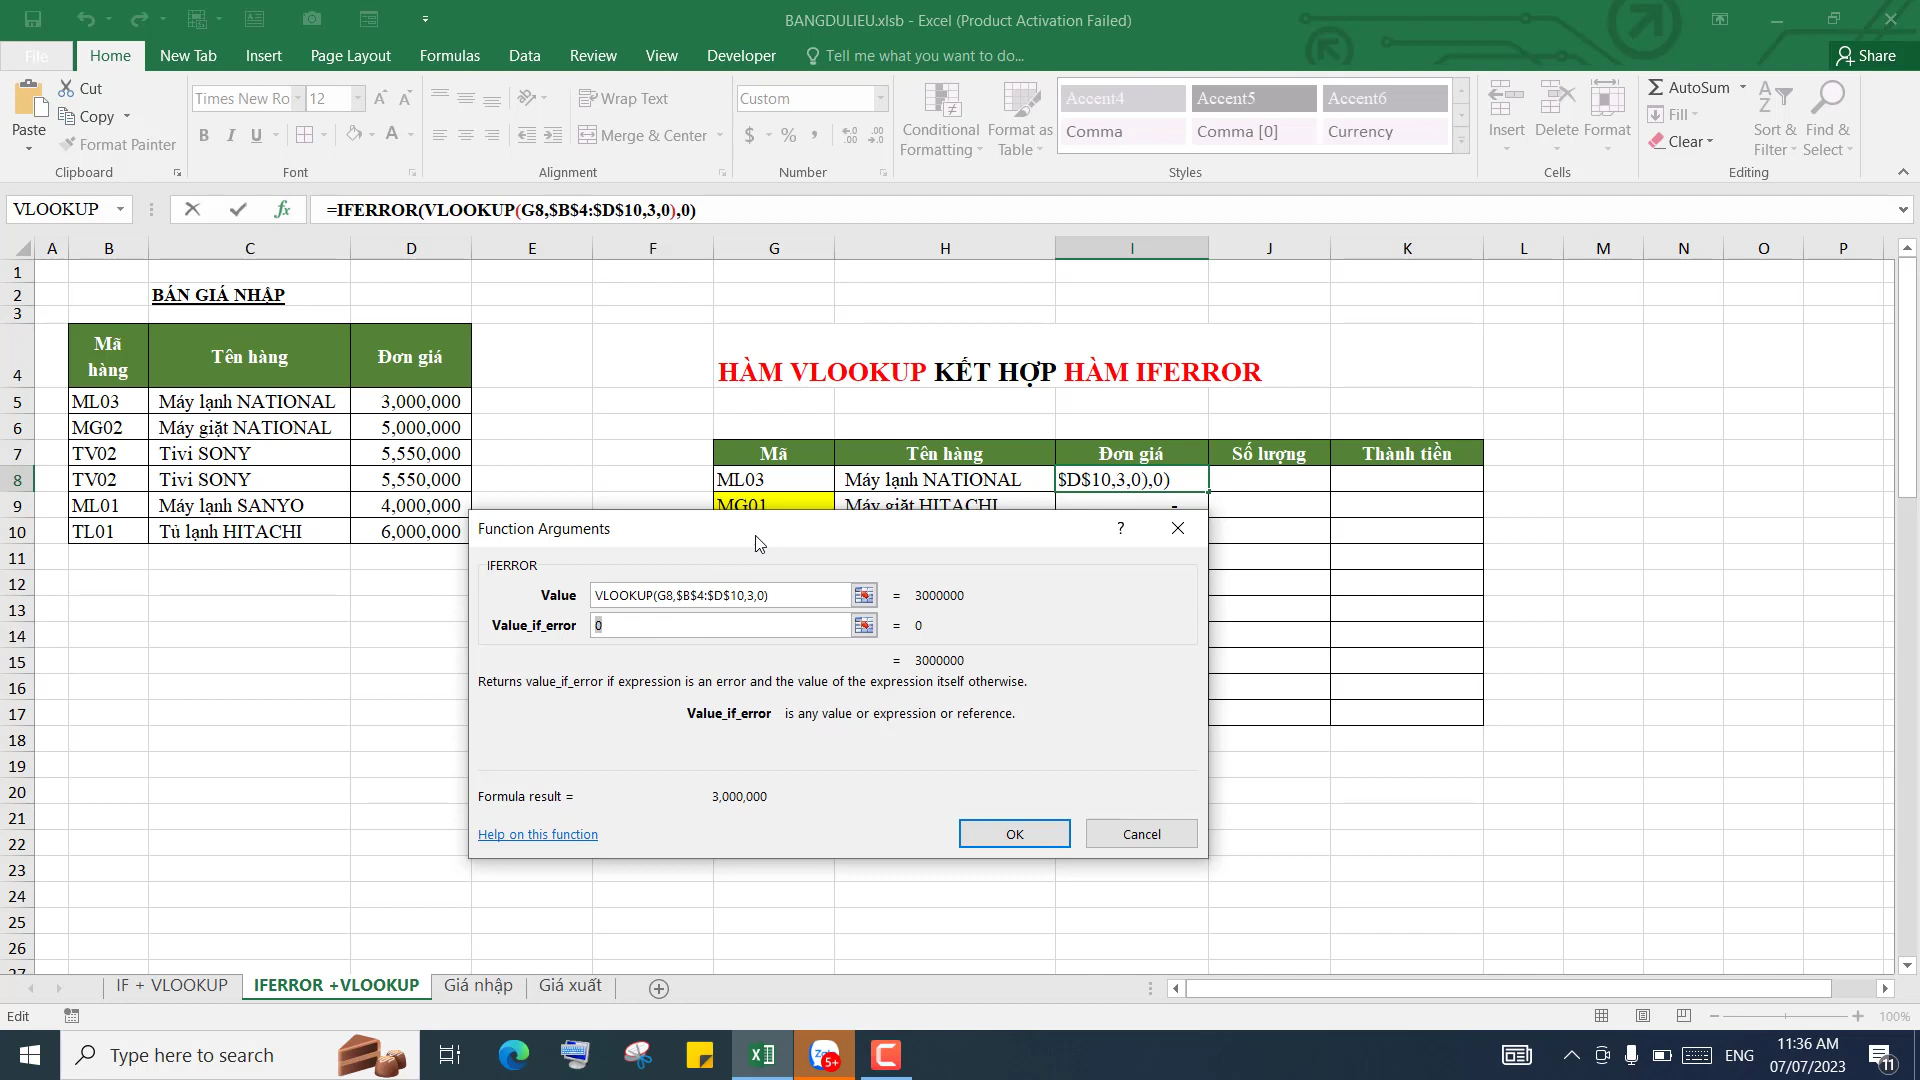 BANGDULIEU.xlsb - Excel (Product Activation Failed)
File Home New Tab Insert Page Layout Formulas Data Review View Developer Tell me what you want to do... Share
Paste
Cut
Copy
Format Painter
Clipboard
Times New Ro 12
B I U
Font
Wrap Text
Merge & Center
Alignment
Custom
$ % ,
Number
Conditional Formatting
Format as Table
Accent4 Accent5 Accent6
Comma Comma [0] Currency
Styles
Insert Delete Format
Cells
AutoSum
Fill
Clear
Sort & Filter
Find & Select
Editing
VLOOKUP fx =IFERROR(VLOOKUP(G8,$B$4:$D$10,3,0),0)
A B C D E F G H I J K L M N O P
1
2 BÁN GIÁ NHẬP
3
4 Mã hàng Tên hàng Đơn giá HÀM VLOOKUP KẾT HỢP HÀM IFERROR
5 ML03 Máy lạnh NATIONAL 3,000,000
6 MG02 Máy giặt NATIONAL 5,000,000
7 TV02 Tivi SONY 5,550,000 Mã Tên hàng Đơn giá Số lượng Thành tiền
8 TV02 Tivi SONY 5,550,000 ML03 Máy lạnh NATIONAL $D$10,3,0),0)
9 ML01 Máy lạnh SANYO 4,000,000 MG01 Máy giặt HITACHI -
10 TL01 Tủ lạnh HITACHI 6,000,000
11
12
13
14
15
16
17
18
19
20
21
22
23
24
25
26
27
Function Arguments ?
IFERROR
Value VLOOKUP(G8,$B$4:$D$10,3,0) = 3000000
Value_if_error 0 = 0
= 3000000
Returns value_if_error if expression is an error and the value of the expression itself otherwise.
Value_if_error is any value or expression or reference.
Formula result = 3,000,000
Help on this function OK Cancel
IF + VLOOKUP IFERROR +VLOOKUP Giá nhập Giá xuất
Edit 100%
Type here to search
5+
ENG
11:36 AM
07/07/2023
11